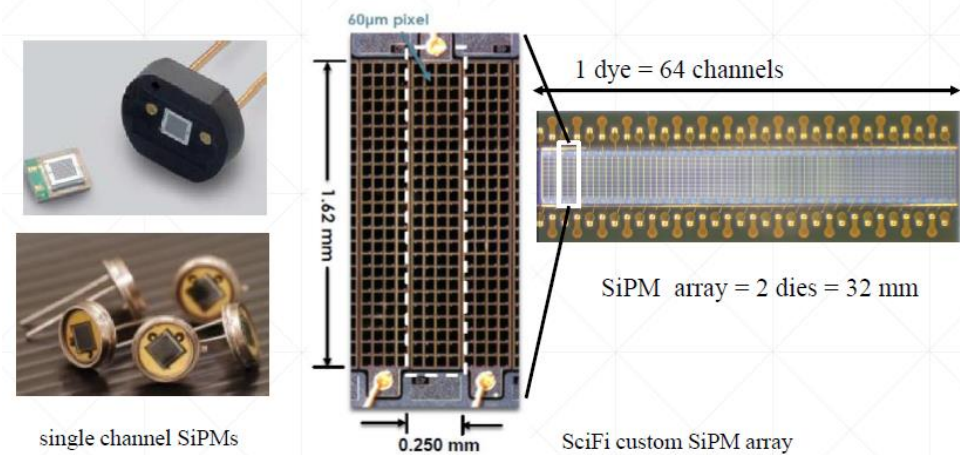 60µm pixel
1 dye = 64 channels
1.62 mm
SiPM array = 2 dies = 32 mm
single channel SiPMs
0.250 mm
SciFi custom SiPM array